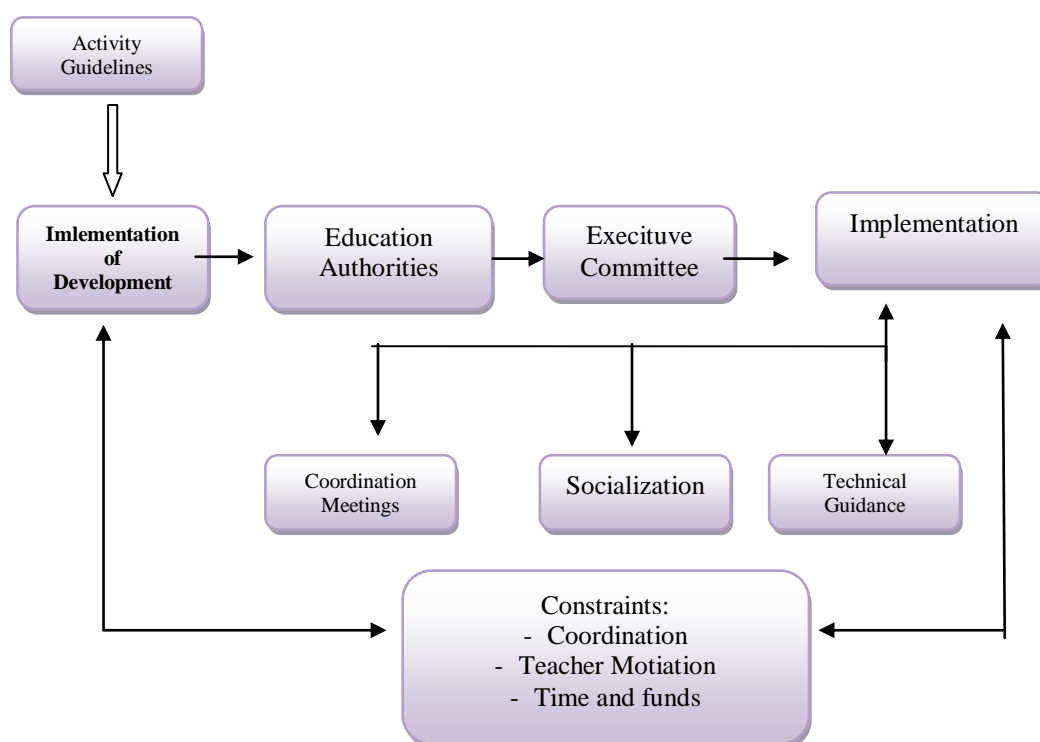 Activity
Guidelines
Imlementation
of
Development
Education
Authorities
Execituve
Committee
Implementation
Coordination
Meetings
Socialization
Technical
Guidance
Constraints:
- Coordination
- Teacher Motiation
- Time and funds